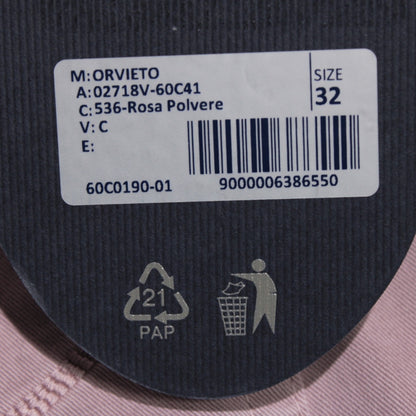 M: ORVIETO
A: 02718V-60C41
C: 536-Rosa Polvere
V: C
E:
SIZE
32
60C0190-01
9000006386550
21
PAP